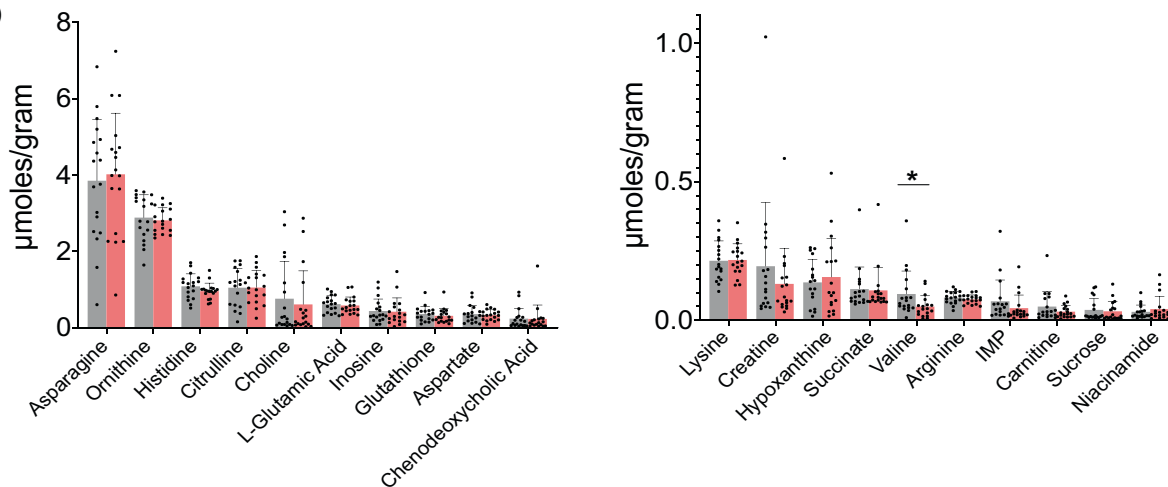 8
6
4
2
0
µmoles/gram
Asparagine
Ornithine
Histidine
Citrulline
Choline
L-Glutamic Acid
Inosine
Glutathione
Aspartate
Chenodeoxycholic Acid
1.0
0.5
0.0
µmoles/gram
*
Lysine
Creatine
Hypoxanthine
Succinate
Valine
Arginine
IMP
Carnitine
Sucrose
Niacinamide